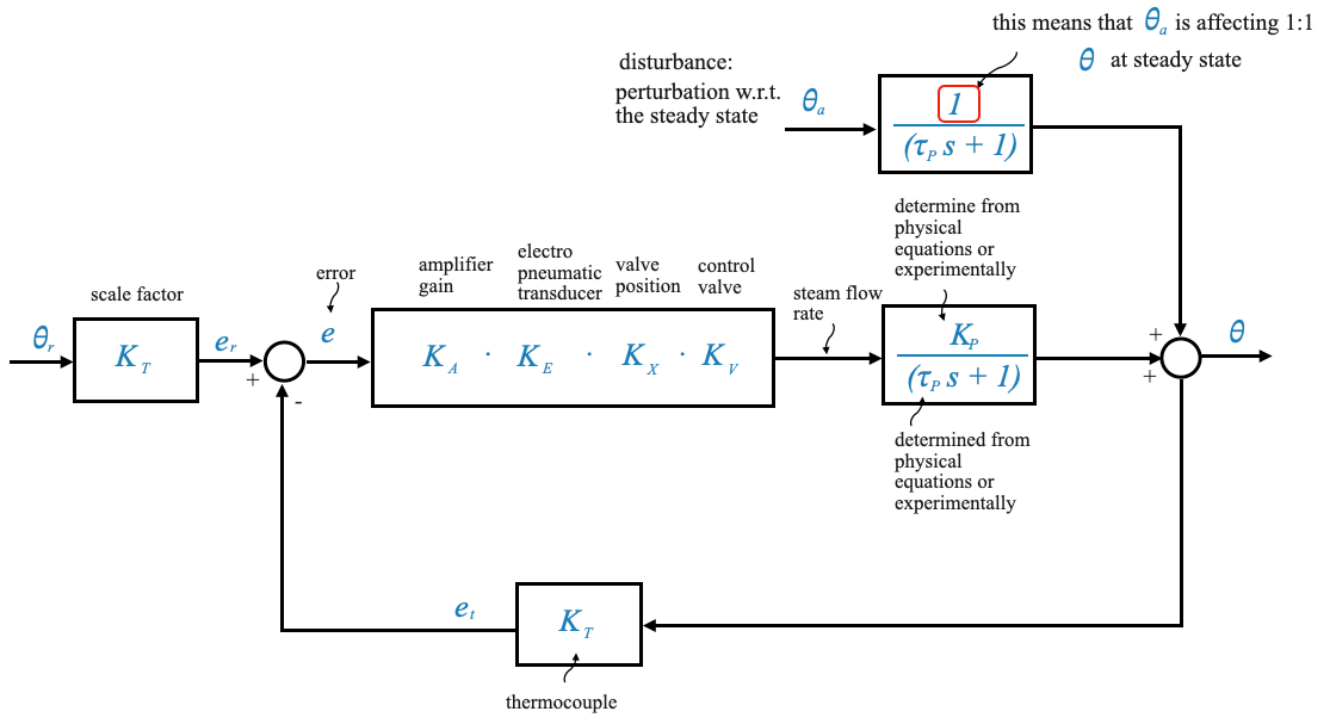 this means that θa is affecting 1:1
θ at steady state
disturbance:
perturbation w.r.t.
the steady state
θa
1
(τP s + 1)
determine from
physical
equations or
experimentally
scale factor
error
amplifier
gain
electro
pneumatic
transducer
valve
position
control
valve
steam flow
rate
θr
KT
er
+
-
e
KA · KE · KX · KV
KP
(τP s + 1)
+
+
θ
determined from
physical
equations or
experimentally
et
KT
thermocouple